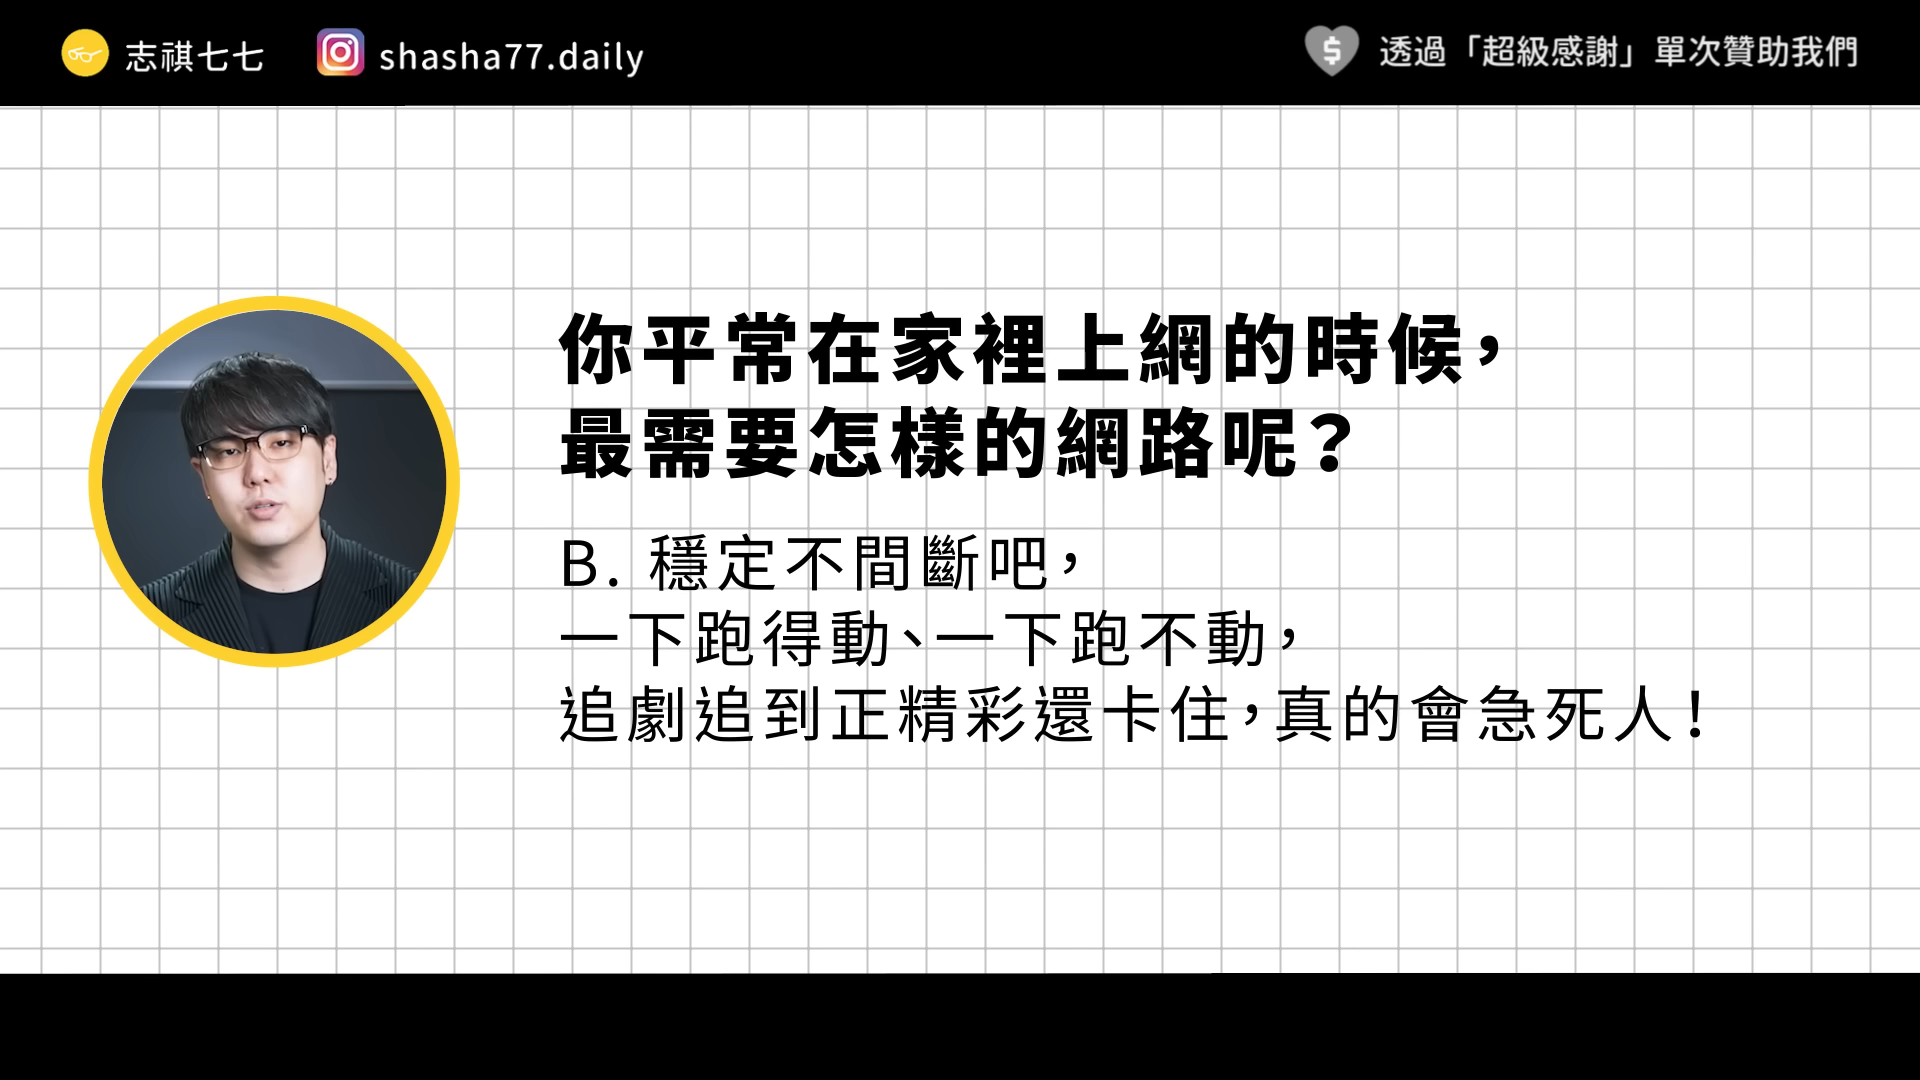 志祺七七
shasha77.daily
透過「超級感謝」單次贊助我們
你平常在家裡上網的時候，
最需要怎樣的網路呢？
B. 穩定不間斷吧，
一下跑得動、一下跑不動，
追劇追到正精彩還卡住，真的會急死人！